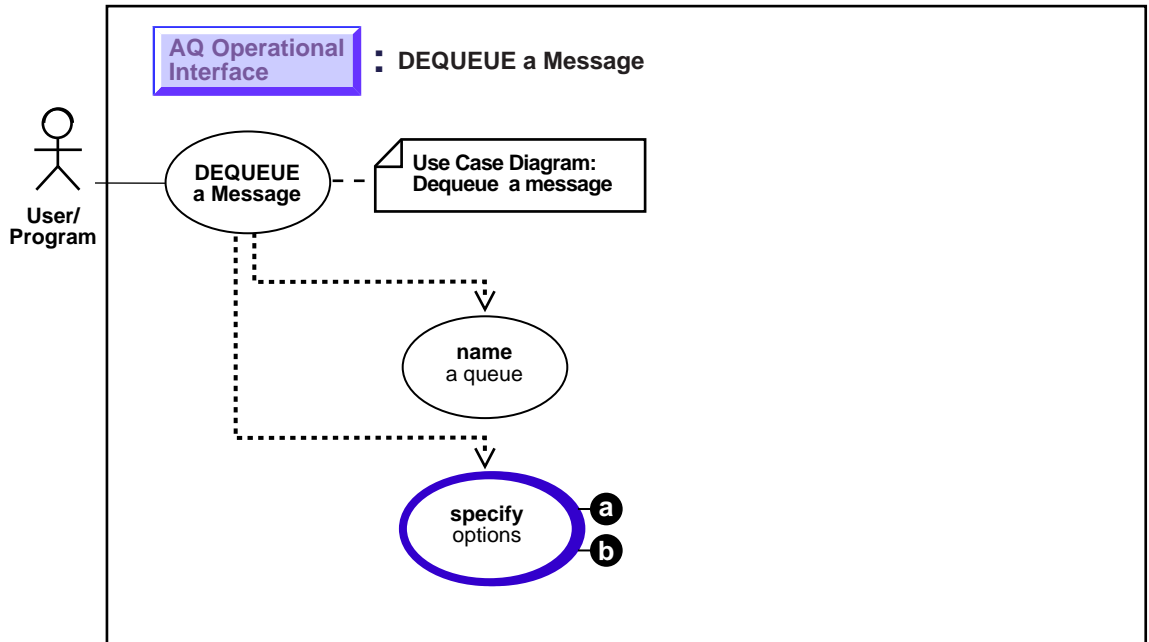 AQ Operational
Interface
: DEQUEUE a Message
DEQUEUE
a Message
Use Case Diagram:
Dequeue a message
User/
Program
name
a queue
specify
options
a
b